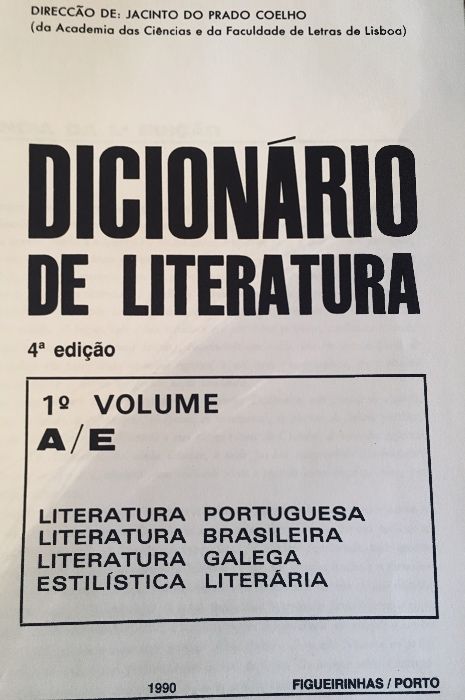 DIRECCÃO DE: JACINTO DO PRADO COELHO
(da Academia das Ciências e da Faculdade de Letras de Lisboa)
DICIONÁRIO
DE LITERATURA
4ª edição
1º VOLUME
A/E
LITERATURA PORTUGUESA
LITERATURA BRASILEIRA
LITERATURA GALEGA
ESTILÍSTICA LITERÁRIA
1990 FIGUEIRINHAS / PORTO